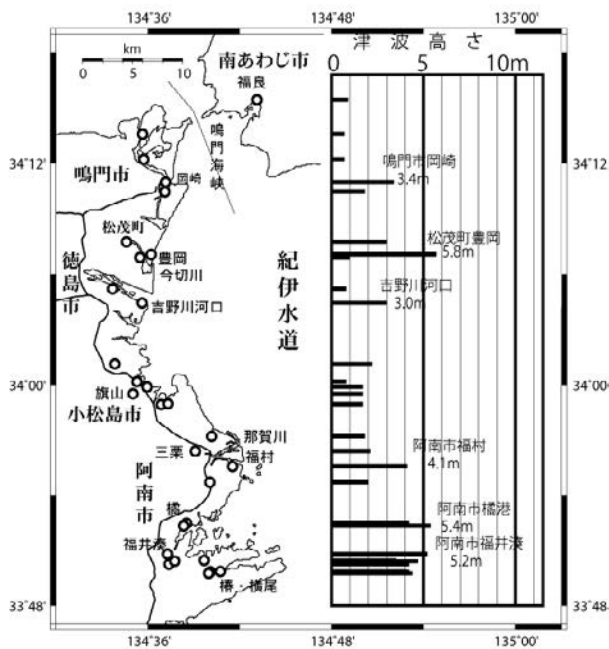 134°36' 134°48' 135°00'
km
0 5 10
南あわじ市
福良
津波高さ
0 5 10m
34°12'
鳴門市
岡崎
鳴門海峡
鳴門市岡崎
3.4m
松茂町
豊岡
今切川
松茂町豊岡
5.8m
徳島市
紀伊水道
吉野川河口
吉野川河口
3.0m
34°00' 34°00'
旗山
小松島市
那賀川
三栗
福村
阿南市福村
4.1m
阿南市
橘
阿南市橘港
5.4m
福井湊
阿南市福井湊
5.2m
椿・横尾
33°48' 33°48'
134°36' 134°48' 135°00'